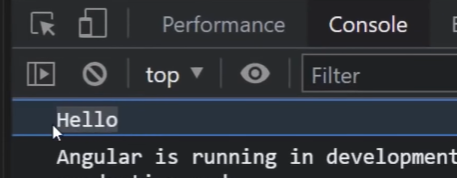 Performance Console
top Filter
Hello
Angular is running in development